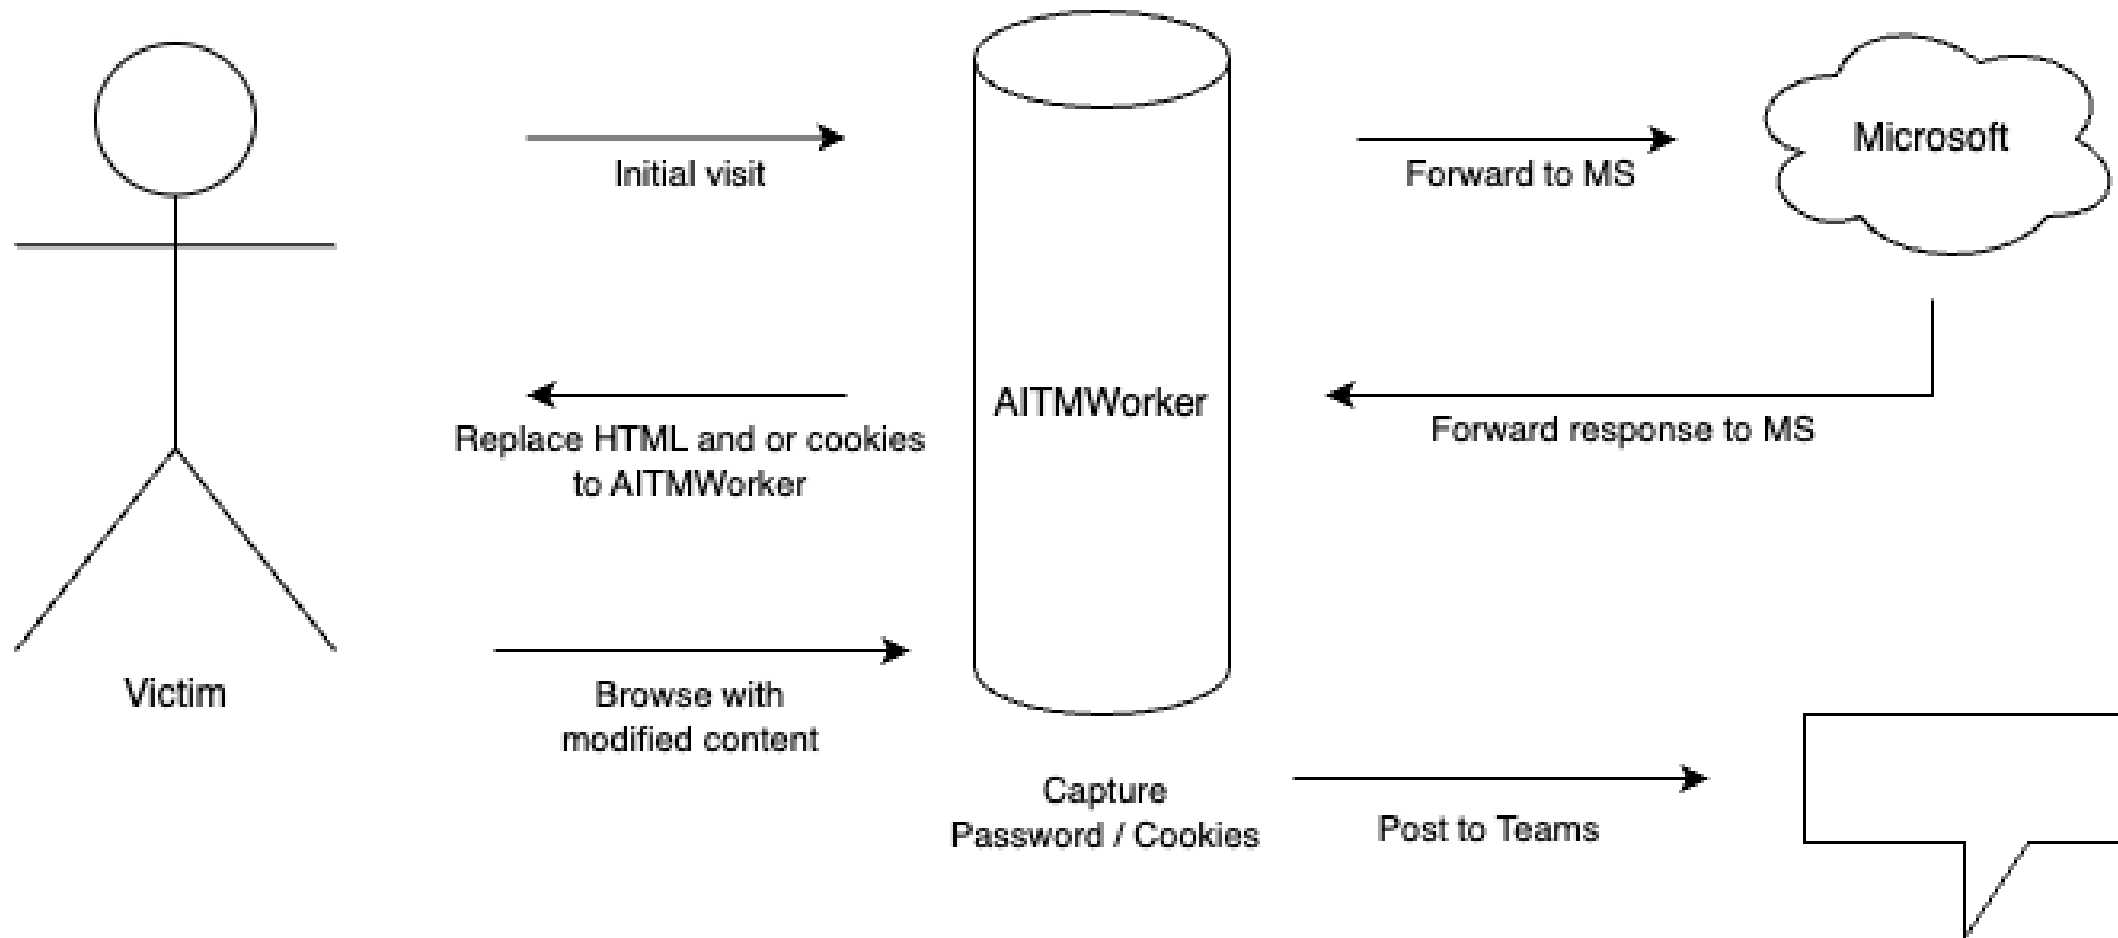 Initial visit
Forward to MS
Microsoft
AITMWorker
Replace HTML and or cookies
to AITMWorker
Forward response to MS
Victim
Browse with
modified content
Capture
Password / Cookies
Post to Teams